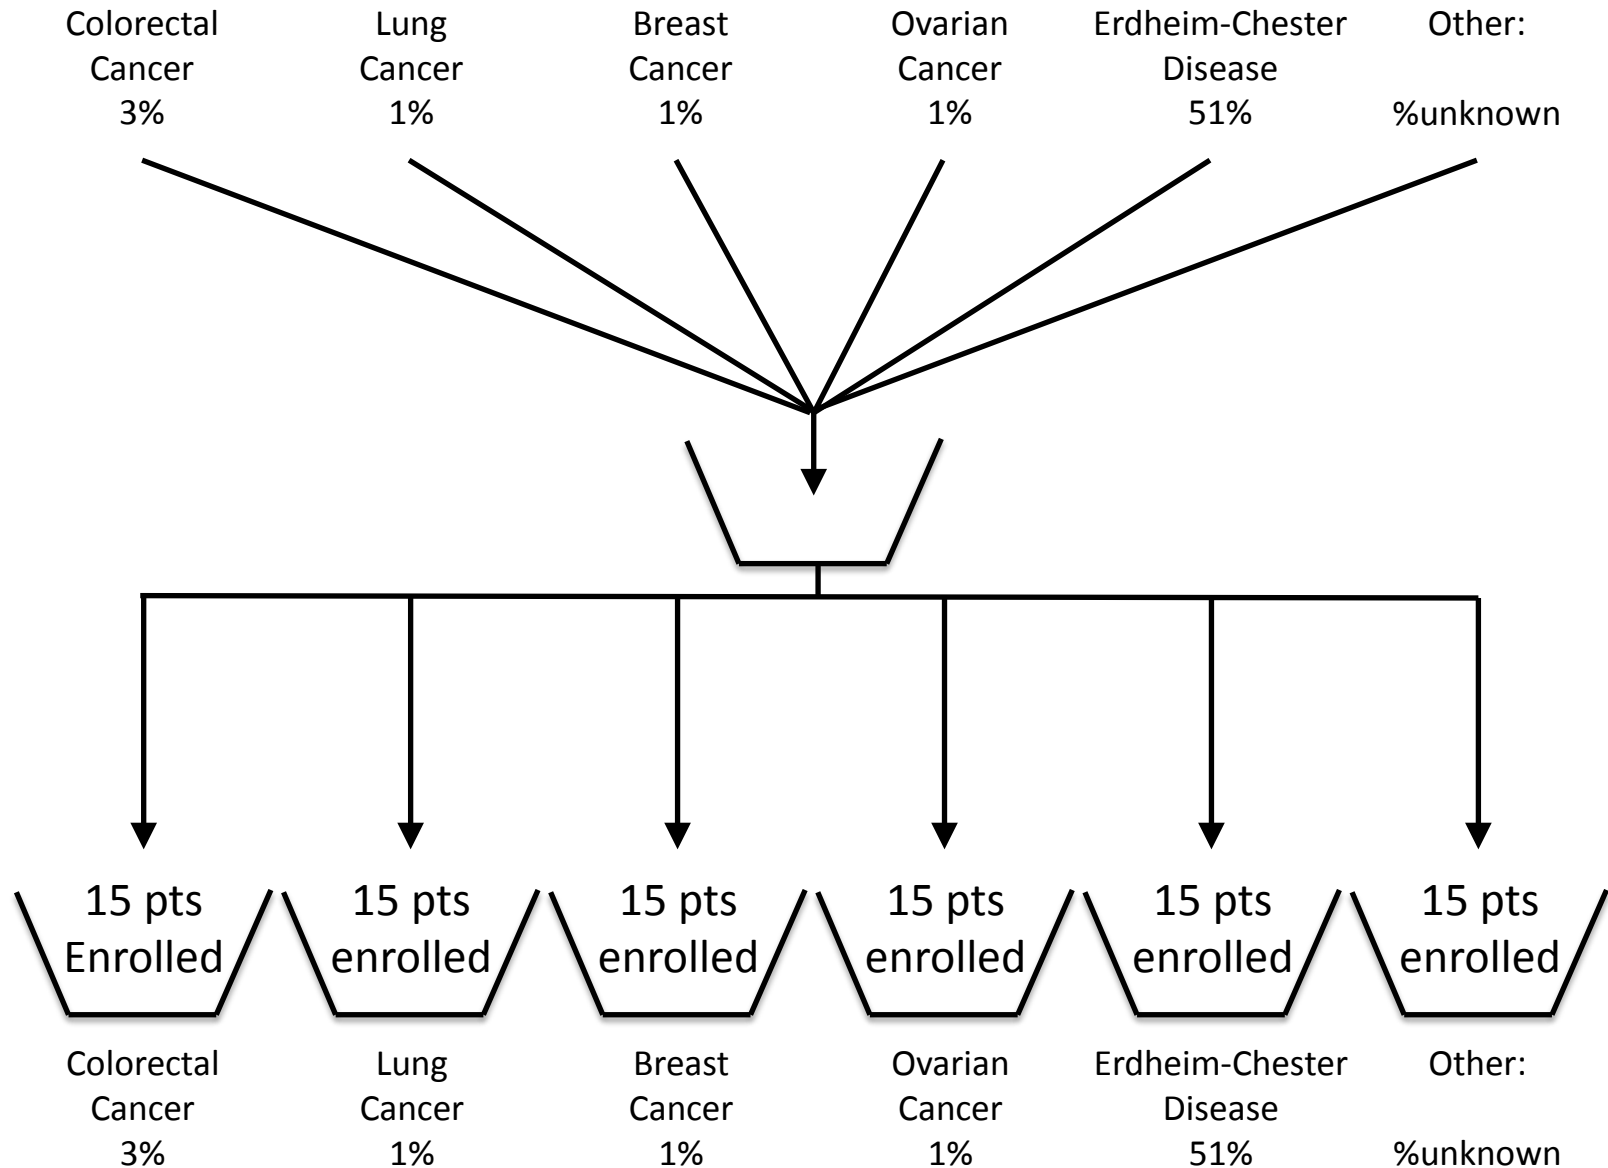 Colorectal
Cancer
3%
Lung
Cancer
1%
Breast
Cancer
1%
Ovarian
Cancer
1%
Erdheim-Chester
Disease
51%
Other:
%unknown
15 pts
Enrolled
15 pts
enrolled
15 pts
enrolled
15 pts
enrolled
15 pts
enrolled
15 pts
enrolled
Colorectal
Cancer
3%
Lung
Cancer
1%
Breast
Cancer
1%
Ovarian
Cancer
1%
Erdheim-Chester
Disease
51%
Other:
%unknown